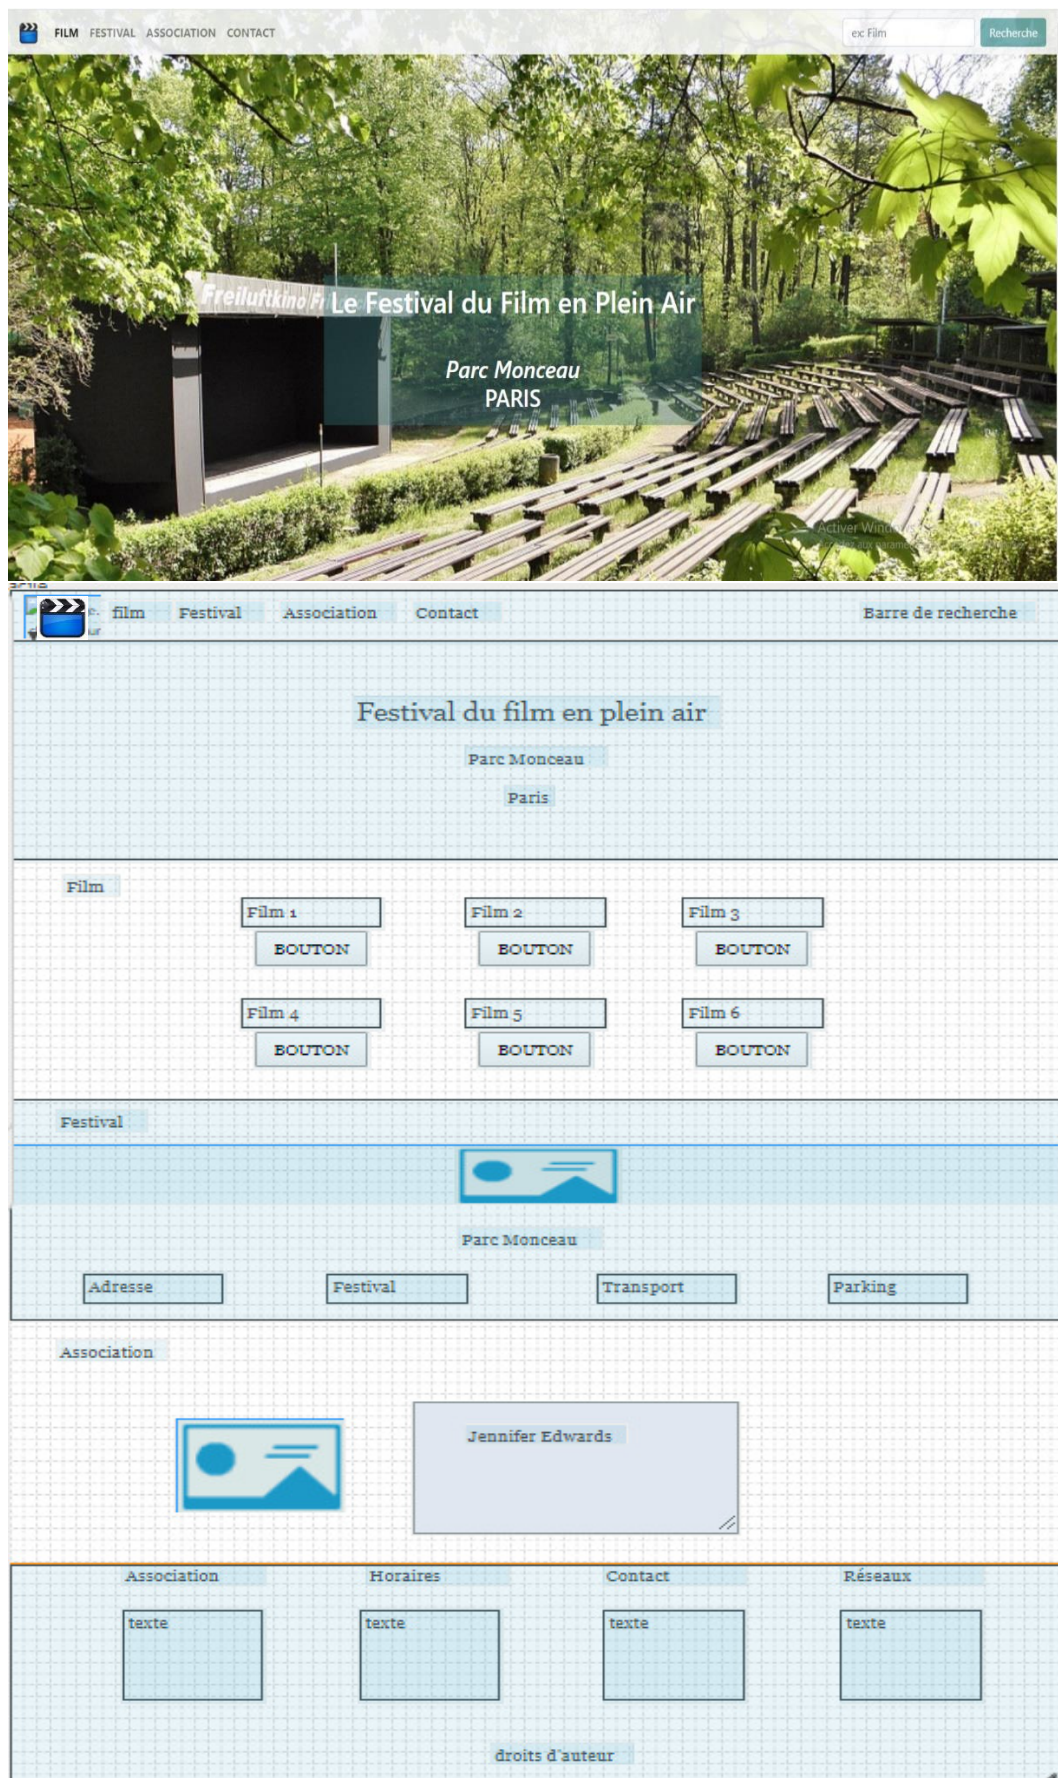 FILM FESTIVAL ASSOCIATION CONTACT
ex: Film
Recherche
Freiluftkino
Le Festival du Film en Plein Air
Parc Monceau
PARIS
Activer
film Festival Association Contact Barre de recherche
Festival du film en plein air
Parc Monceau
Paris
Film
Film 1 Film 2 Film 3
BOUTON BOUTON BOUTON
Film 4 Film 5 Film 6
BOUTON BOUTON BOUTON
Festival
Parc Monceau
Adresse Festival Transport Parking
Association
Jennifer Edwards
Association Horaires Contact Réseaux
texte texte texte texte
droits d'auteur